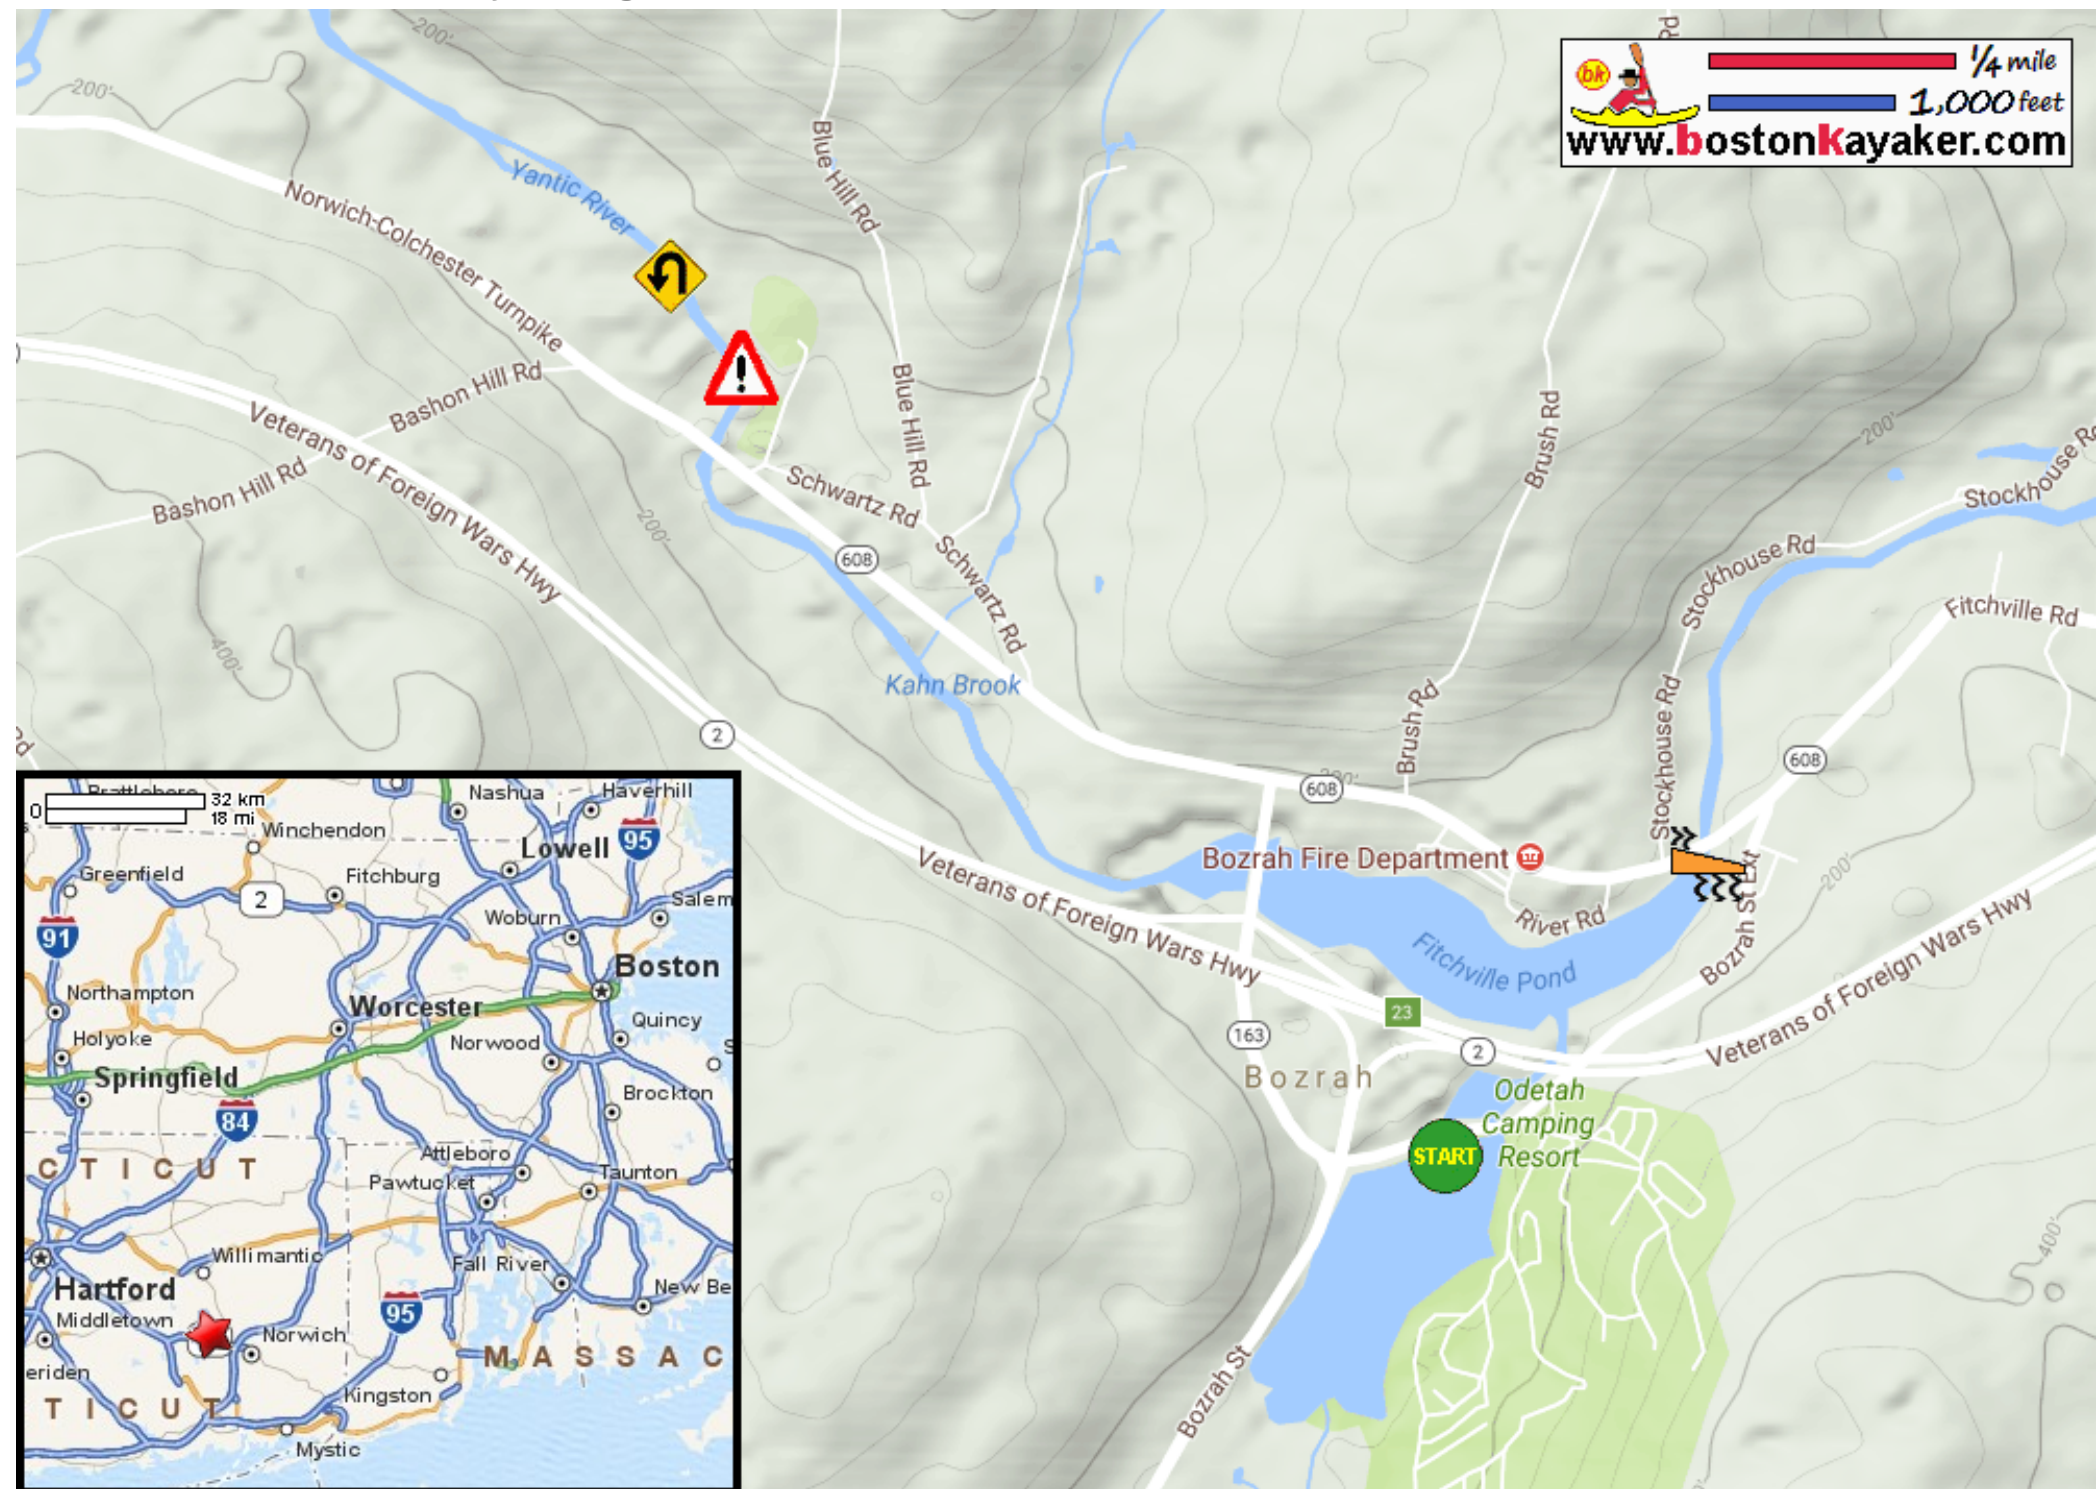 bk
1/4 mile
1,000 feet
www.bostonkayaker.com
200'
200'
Blue Hill Rd
Yantic River
Norwich-Colchester Turnpike
Bashon Hill Rd
Blue Hill Rd
Brush Rd
200'
Veterans of Foreign Wars Hwy
Bashon Hill Rd
Schwartz Rd
Stockhouse Rd
200'
608
Schwartz Rd
Stockhouse Rd
Fitchville Rd
400'
Kahn Brook
Brush Rd
Stockhouse Rd
2
608
608
200'
Bozrah Fire Department
Veterans of Foreign Wars Hwy
River Rd
Bozrah St Ext
200'
Fitchville Pond
Veterans of Foreign Wars Hwy
23
163
2
Bozrah
Odetah
Camping
Resort
START
400'
Bozrah St
0
32 km
18 mi
Brattleboro
Nashua
Haverhill
Winchendon
Lowell
95
Greenfield
2
Fitchburg
Salem
91
Woburn
Boston
Northampton
Worcester
Quincy
Holyoke
Norwood
Springfield
84
Brockton
CTICUT
Attleboro
Pawtucket
Taunton
Willimantic
Fall River
Hartford
New Be
Middletown
95
Norwich
MASSAC
eriden
Kingston
TICUT
Mystic